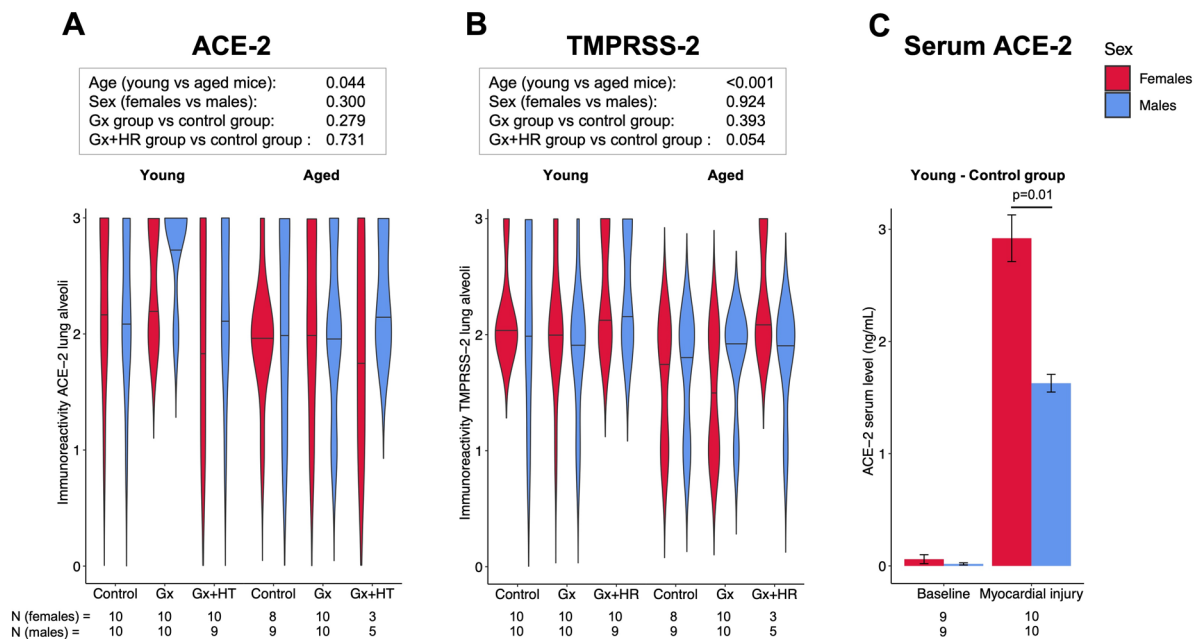 A
ACE-2
Age (young vs aged mice): 0.044
Sex (females vs males): 0.300
Gx group vs control group: 0.279
Gx+HR group vs control group : 0.731
Young Aged
Immunoreactivity ACE−2 lung alveoli
3
2
1
0
Control Gx Gx+HT Control Gx Gx+HT
N (females) = 10 10 10 8 10 3
N (males) = 10 10 9 9 10 5
B
TMPRSS-2
Age (young vs aged mice): <0.001
Sex (females vs males): 0.924
Gx group vs control group: 0.393
Gx+HR group vs control group : 0.054
Young Aged
Immunoreactivity TMPRSS−2 lung alveoli
3
2
1
0
Control Gx Gx+HR Control Gx Gx+HR
10 10 10 8 10 3
10 10 9 9 10 5
C
Serum ACE-2
Sex
Females
Males
Young - Control group
p=0.01
ACE−2 serum level (ng/mL)
3
2
1
0
Baseline Myocardial injury
9 10
9 10